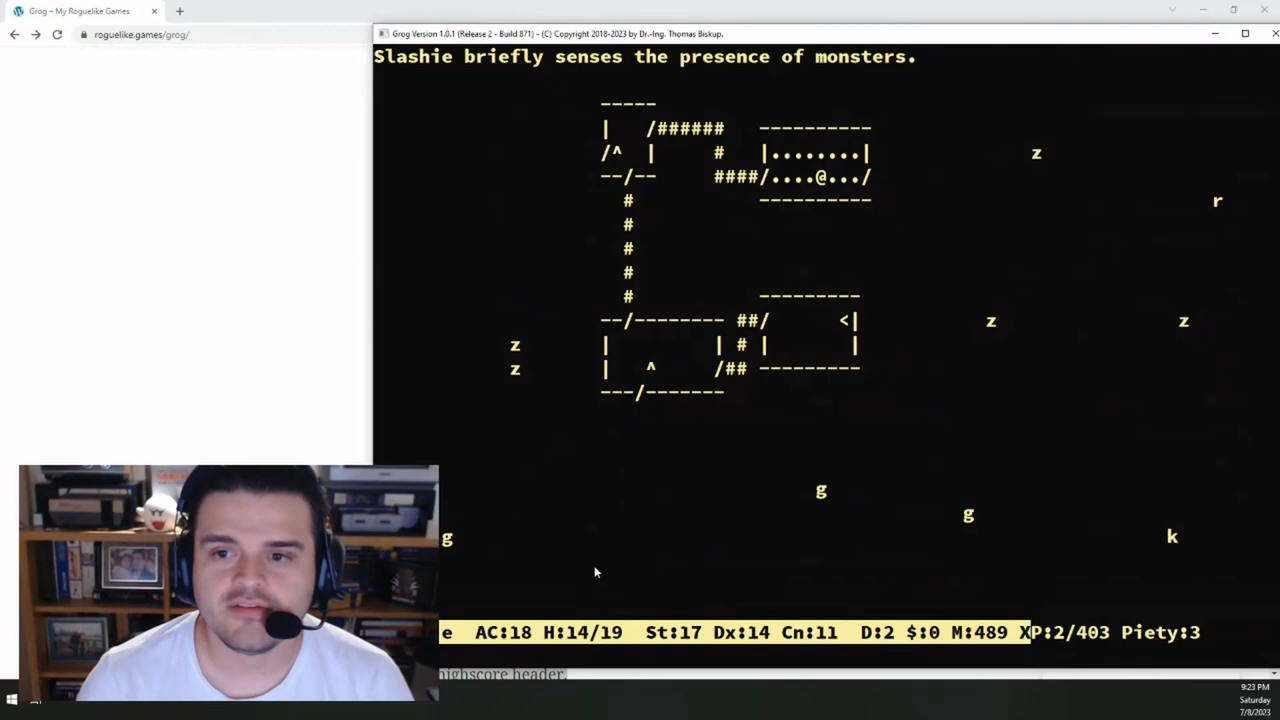 Grog – My Roguelike Games
roguelike.games/grog/
Grog Version 1.0.1 (Release 2 - Build 871) - (C) Copyright 2018-2023 by Dr.-Ing. Thomas Biskup.
Slashie briefly senses the presence of monsters.
-----
|   /######   ----------
/^  |     #   |........|              z
--/--     ####/....@.../
#             ----------                              r
#
#
#
#             ---------
--/-------- ##/      <|            z                z
z       |         | # |       |
z       |   ^     /## ---------
---/-------
g
g
g                                                     k
e  AC:18 H:14/19  St:17 Dx:14 Cn:11  D:2 $:0 M:489 XP:2/403 Piety:3
highscore header.
9:23 PM
Saturday
7/8/2023